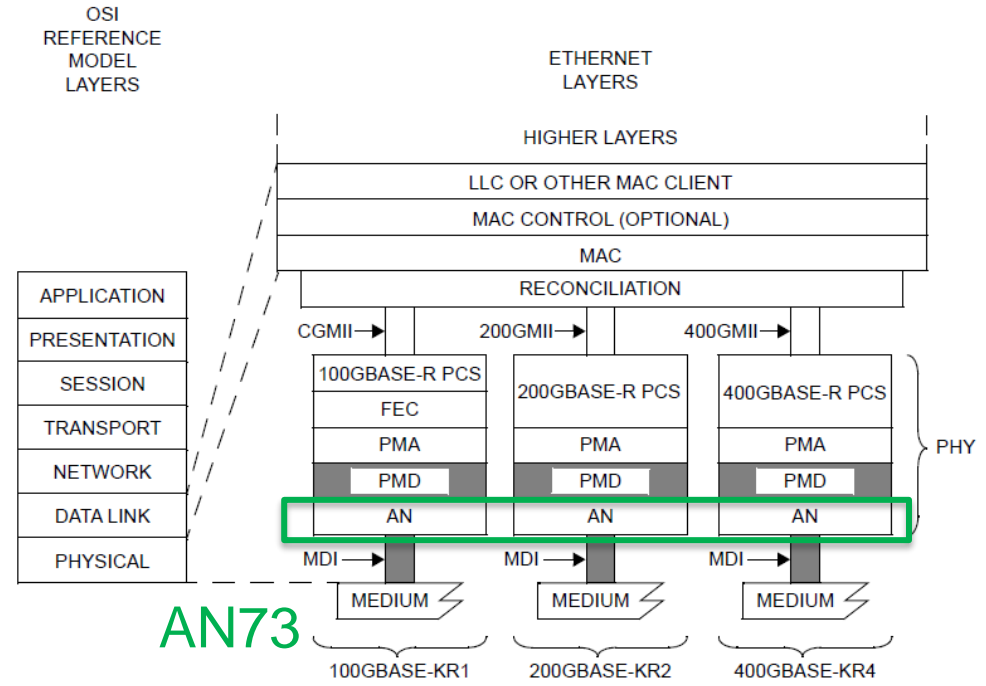 OSI
REFERENCE
MODEL
LAYERS
ETHERNET
LAYERS
HIGHER LAYERS
LLC OR OTHER MAC CLIENT
MAC CONTROL (OPTIONAL)
MAC
RECONCILIATION
APPLICATION
PRESENTATION
SESSION
TRANSPORT
NETWORK
DATA LINK
PHYSICAL
CGMII
200GMII
400GMII
100GBASE-R PCS
FEC
PMA
PMD
AN
200GBASE-R PCS
PMA
PMD
AN
400GBASE-R PCS
PMA
PMD
AN
PHY
MDI
MDI
MDI
MEDIUM
MEDIUM
MEDIUM
AN73
100GBASE-KR1
200GBASE-KR2
400GBASE-KR4